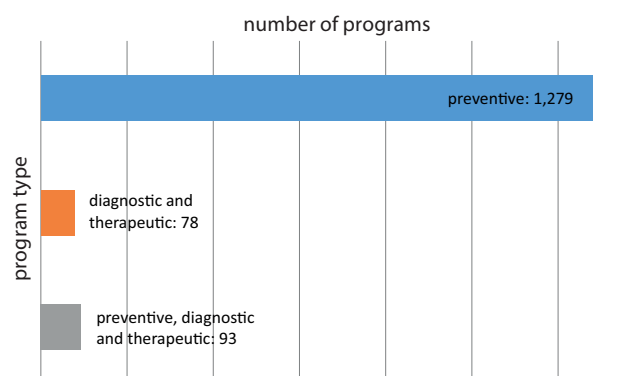 number of programs
preventive: 1,279
program type
diagnostic and
therapeutic: 78
preventive, diagnostic
and therapeutic: 93